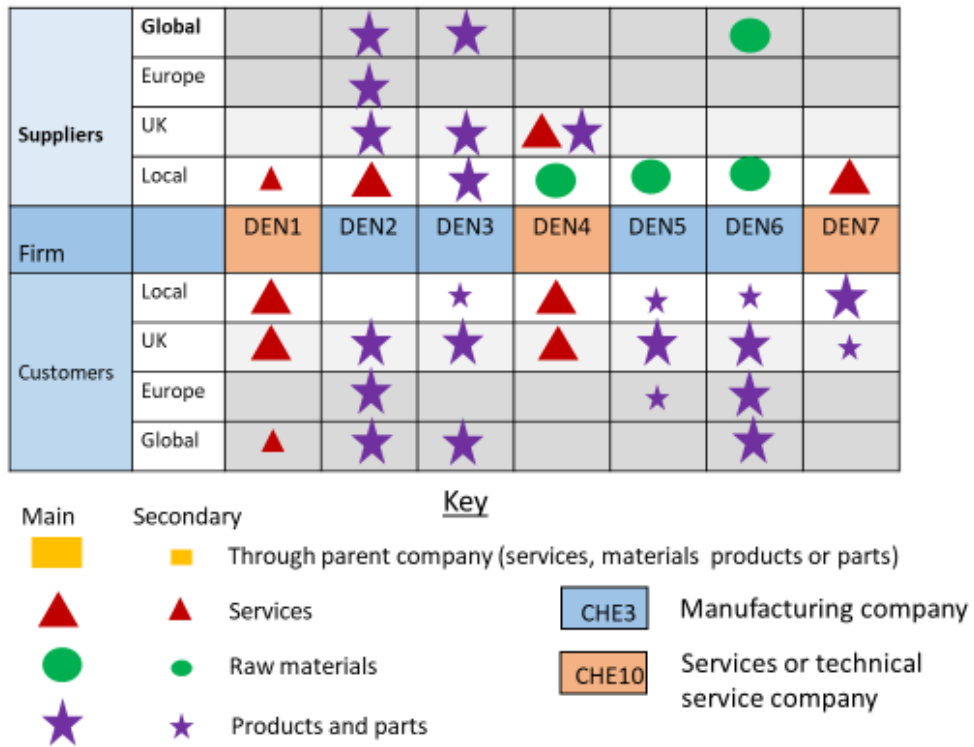 Global
Europe
Suppliers
UK
Local
Firm
DEN1 DEN2 DEN3 DEN4 DEN5 DEN6 DEN7
Local
UK
Customers
Europe
Global
Key
Main Secondary
Through parent company (services, materials products or parts)
Services
CHE3 Manufacturing company
Raw materials
CHE10 Services or technical
service company
Products and parts